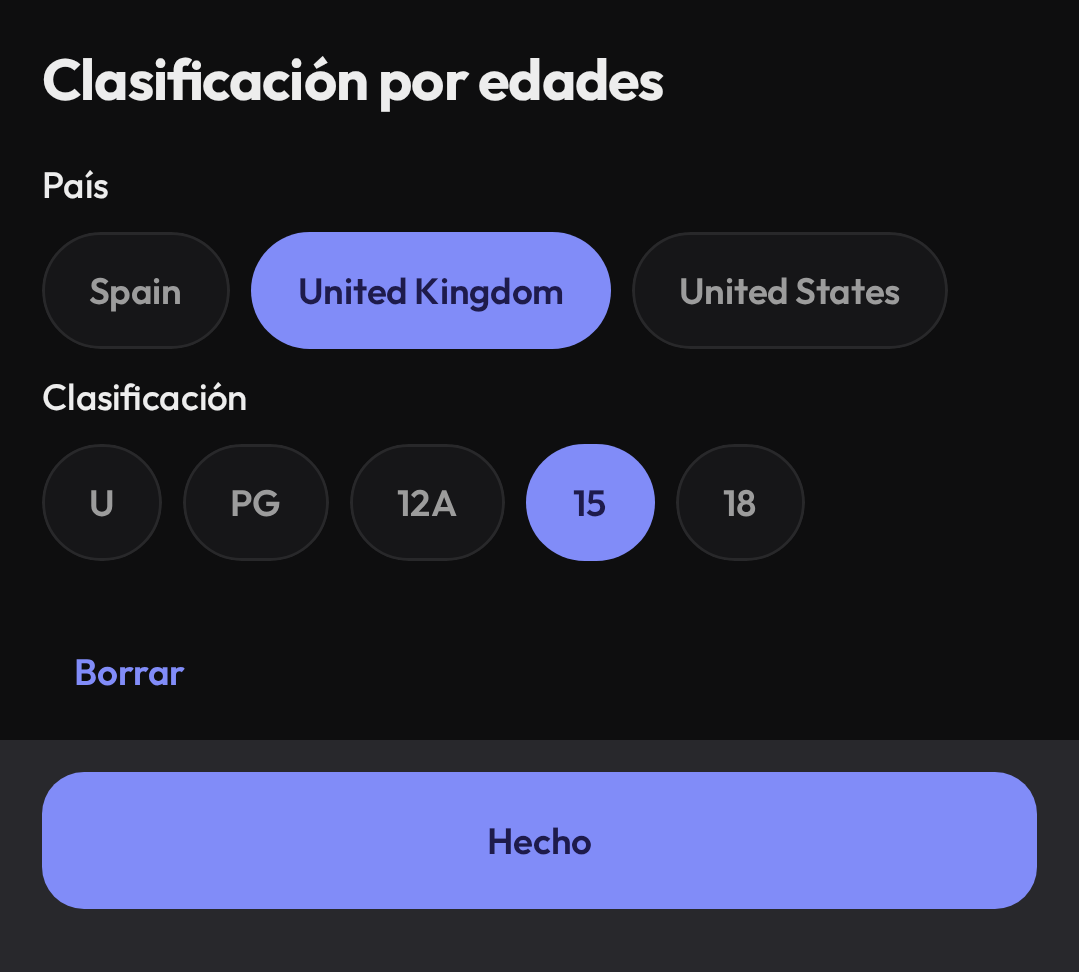 Clasificación por edades
País
Spain United Kingdom United States
Clasificación
U PG 12A 15 18
Borrar
Hecho